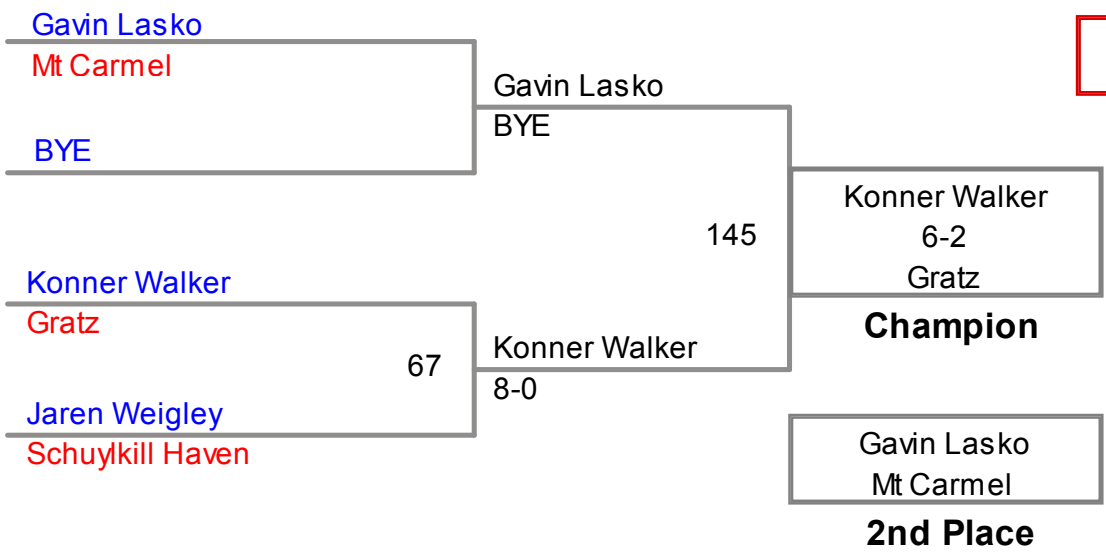 Gavin Lasko
Mt Carmel
BYE
Gavin Lasko
BYE
Konner Walker
Gratz
67
Jaren Weigley
Schuylkill Haven
Konner Walker
8-0
145
Konner Walker
6-2
Gratz
Champion
Gavin Lasko
Mt Carmel
2nd Place